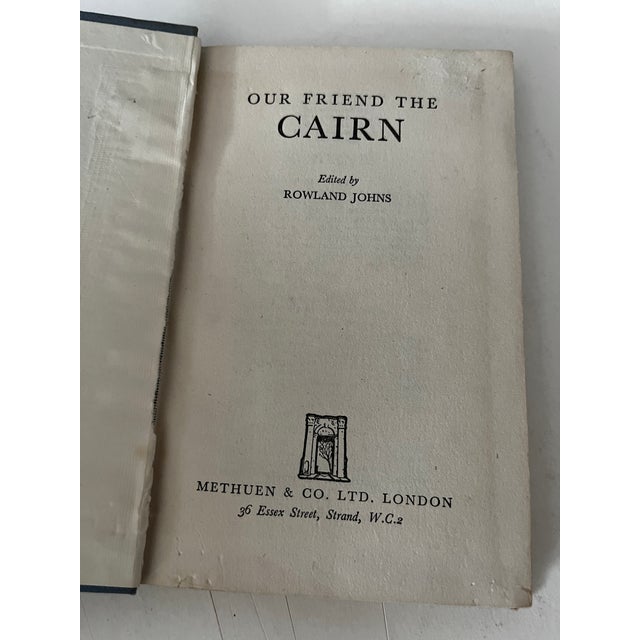 OUR FRIEND THE
CAIRN
Edited by
ROWLAND JOHNS
METHUEN & CO. LTD. LONDON
36 Essex Street, Strand, W.C.2